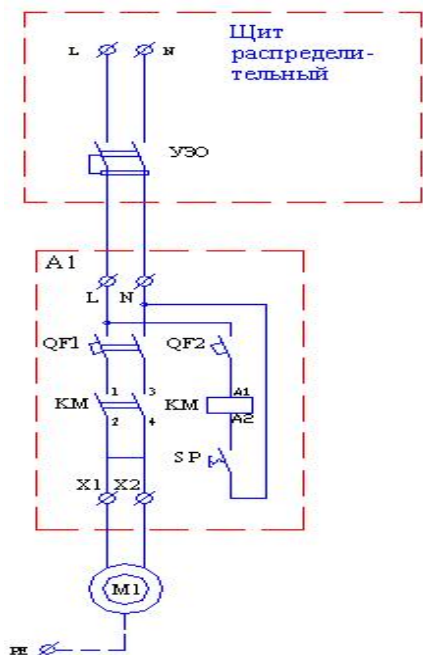 L N
Щит
распредели-
тельный
УЗО
A1
L N
QF1 QF2
1 3 A1
KM KM
2 4 A2
SP
X1 X2
M1
PE